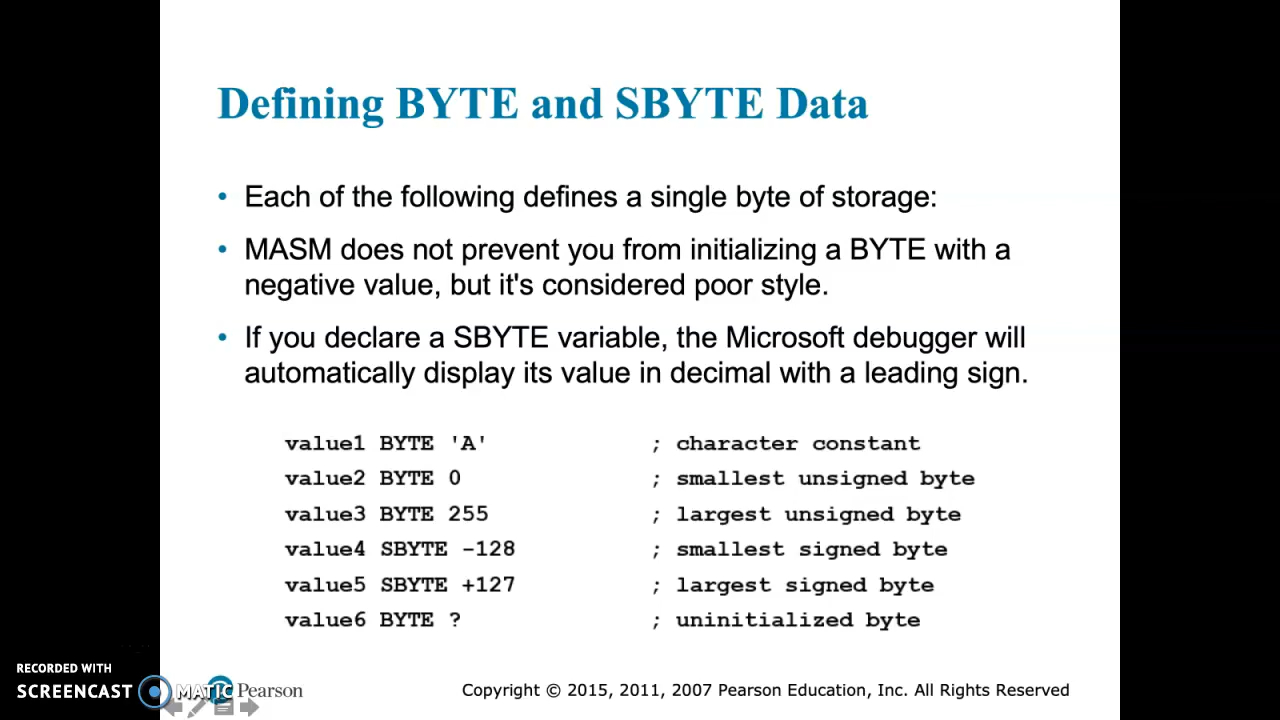 Defining BYTE and SBYTE Data
• Each of the following defines a single byte of storage:
• MASM does not prevent you from initializing a BYTE with a
negative value, but it's considered poor style.
• If you declare a SBYTE variable, the Microsoft debugger will
automatically display its value in decimal with a leading sign.
value1 BYTE 'A' ; character constant
value2 BYTE 0 ; smallest unsigned byte
value3 BYTE 255 ; largest unsigned byte
value4 SBYTE -128 ; smallest signed byte
value5 SBYTE +127 ; largest signed byte
value6 BYTE ? ; uninitialized byte
RECORDED WITH
SCREENCAST MATIC
Pearson
Copyright © 2015, 2011, 2007 Pearson Education, Inc. All Rights Reserved